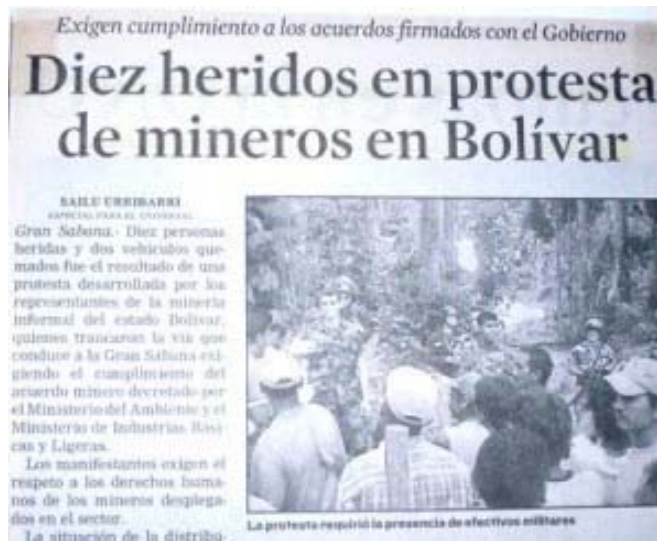 Exigen cumplimiento a los acuerdos firmados con el Gobierno
Diez heridos en protesta
de mineros en Bolívar
SAILU URRIBARRI
ESPECIAL PARA EL UNIVERSAL
Gran Sabana.- Diez personas
heridas y dos vehículos que-
mados fue el resultado de una
protesta desarrollada por los
representantes de la minería
informal del estado Bolívar,
quienes trancaron la vía que
conduce a la Gran Sabana exi-
giendo el cumplimiento del
acuerdo minero decretado por
el Ministerio del Ambiente y el
Ministerio de Industrias Bási-
cas y Ligeras.
Los manifestantes exigen el
respeto a los derechos huma-
nos de los mineros desplega-
dos en el sector.
La situación de la distribu-
La protesta requirió la presencia de efectivos militares